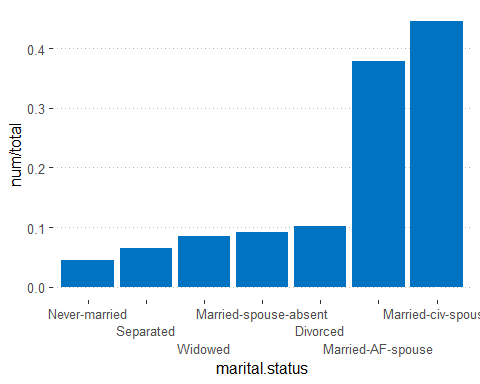 0.4
0.3
0.2
0.1
0.0
num/total
Never-married Married-spouse-absent Married-civ-spous
Separated Divorced
Widowed Married-AF-spouse
marital.status